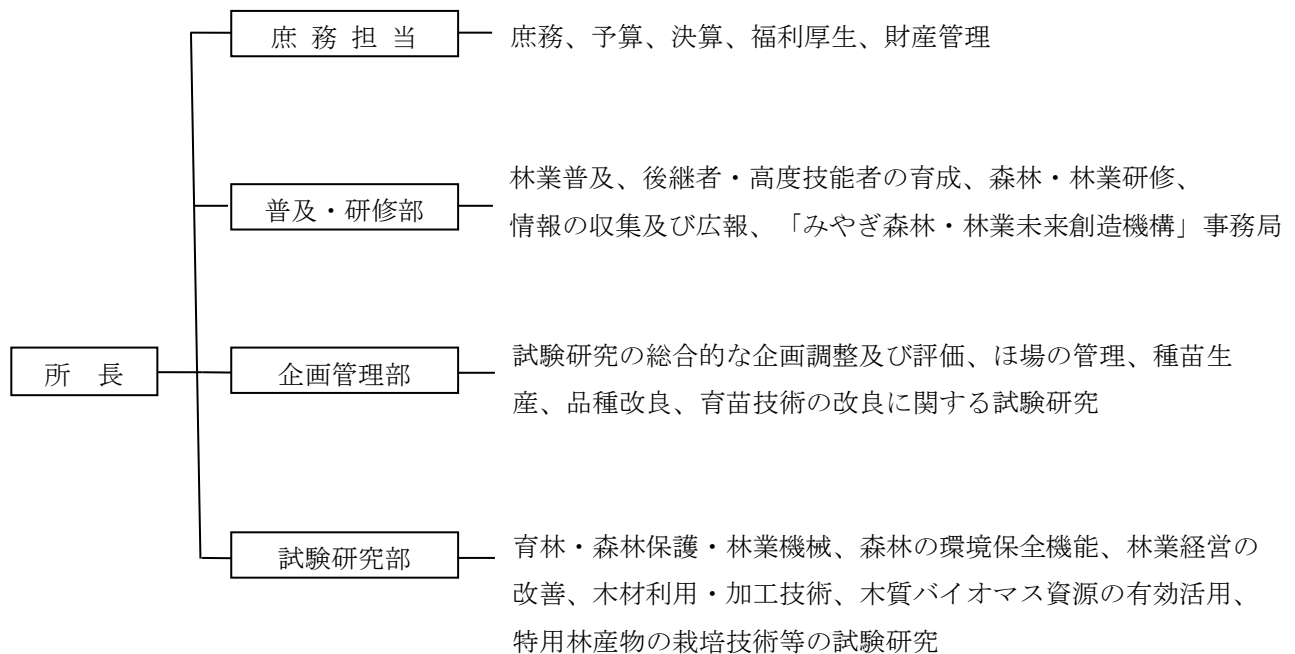 庶務担当
庶務、予算、決算、福利厚生、財産管理
普及・研修部
林業普及、後継者・高度技能者の育成、森林・林業研修、
情報の収集及び広報、「みやぎ森林・林業未来創造機構」事務局
所長
企画管理部
試験研究の総合的な企画調整及び評価、ほ場の管理、種苗生
産、品種改良、育苗技術の改良に関する試験研究
試験研究部
育林・森林保護・林業機械、森林の環境保全機能、林業経営の
改善、木材利用・加工技術、木質バイオマス資源の有効活用、
特用林産物の栽培技術等の試験研究